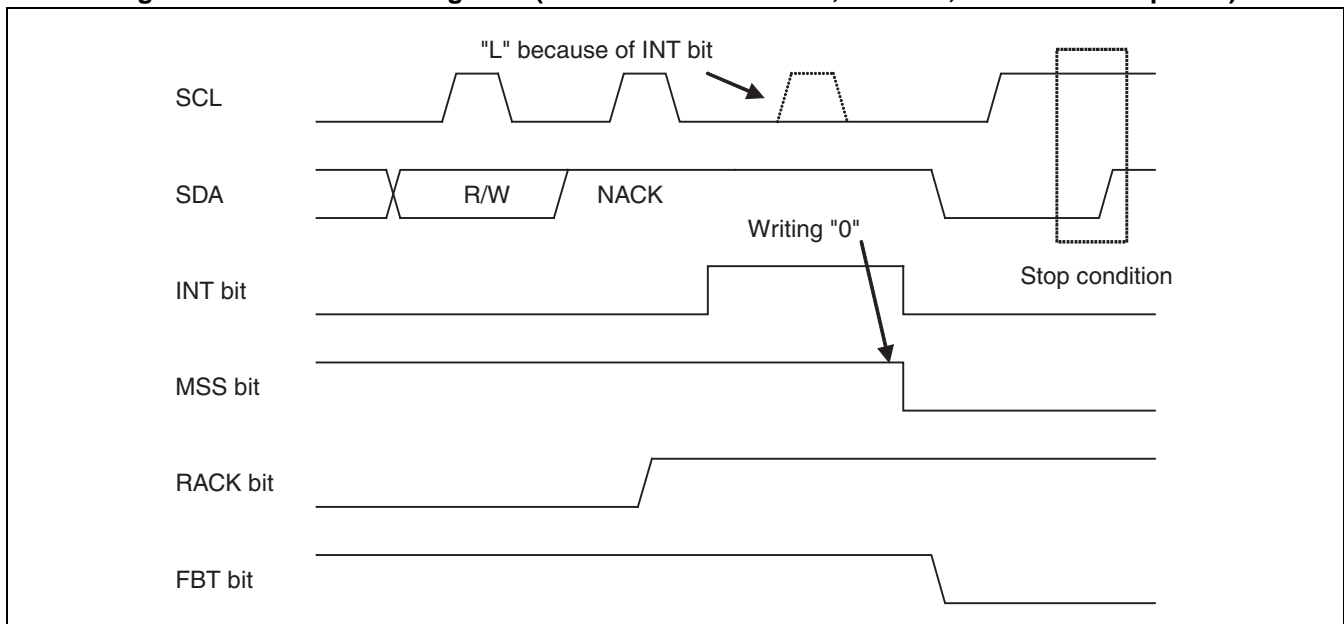 "L" because of INT bit
SCL
SDA
R/W
NACK
Writing "0"
Stop condition
INT bit
MSS bit
RACK bit
FBT bit